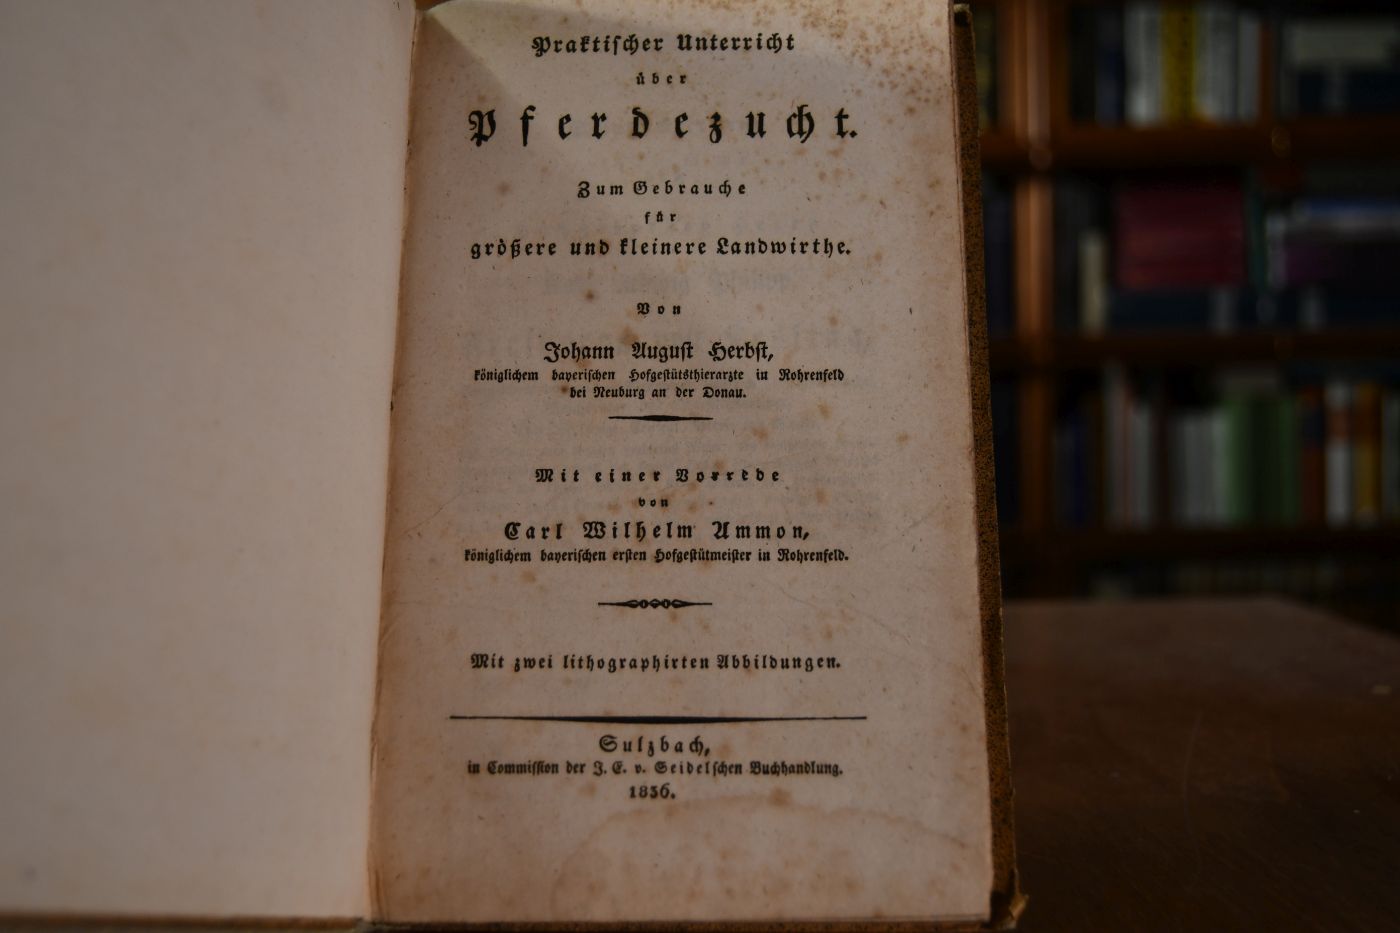 Praktiſcher Unterricht
über
Pferdezucht.
Zum Gebrauche
für
größere und kleinere Landwirthe.
Von
Johann Auguſt Herbſt,
königlichem bayeriſchen Hofgeſtütsthierarzte in Rohrenfeld
bei Neuburg an der Donau.
Mit einer Vorrede
von
Carl Wilhelm Ammon,
königlichem bayeriſchen erſten Hofgeſtütmeiſter in Rohrenfeld.
Mit zwei lithographirten Abbildungen.
Sulzbach,
in Commiſſion der J. E. v. Seidelſchen Buchhandlung.
1836.